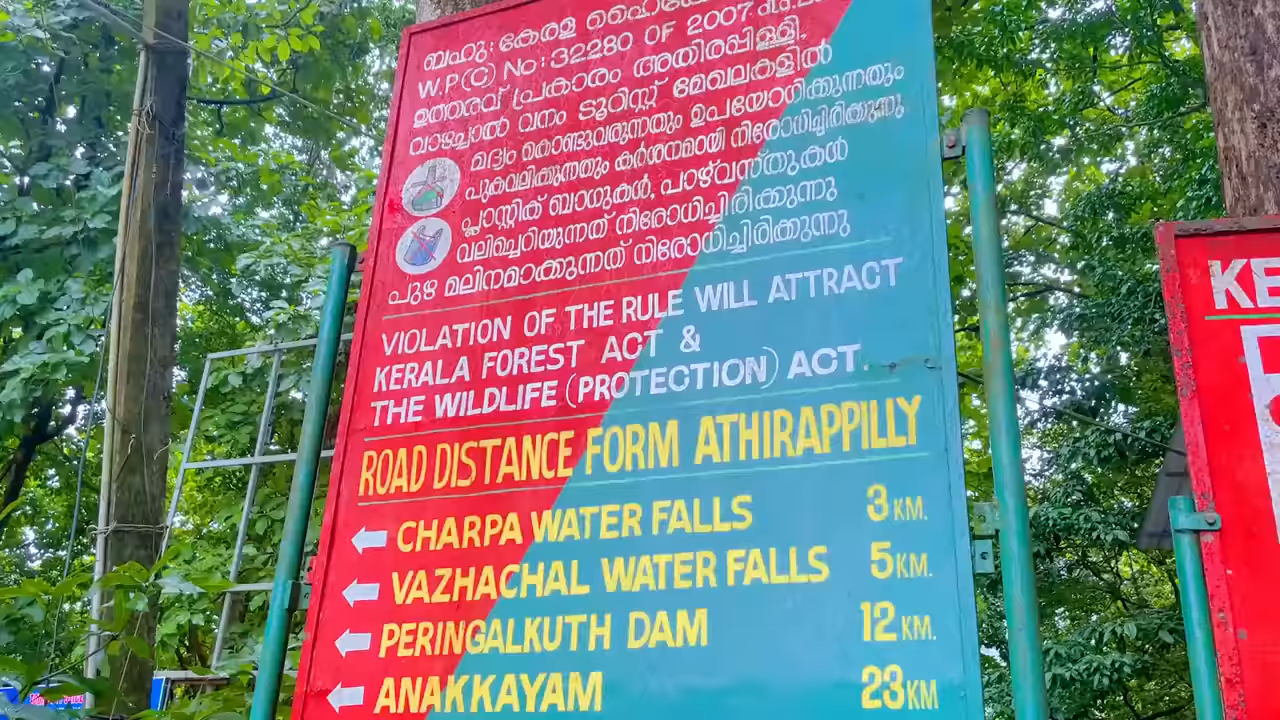 ബഹു: കേരള
W.P(C) No: 32280 OF 2007
ഉത്തരവ് പ്രകാരം അതിരപ്പിള്ളി,
വാഴച്ചാൽ വനം ടൂറിസ്റ്റ് മേഖലകളിൽ
മദ്യം കൊണ്ടുവരുന്നതും ഉപയോഗിക്കുന്നതും
പുകവലിക്കുന്നതും കർശനമായി നിരോധിച്ചിരിക്കുന്നു
പ്ലാസ്റ്റിക് ബാഗുകൾ, പാഴ്‌വസ്തുകൾ
വലിച്ചെറിയുന്നത് നിരോധിച്ചിരിക്കുന്നു
പുഴ മലിനമാക്കുന്നത് നിരോധിച്ചിരിക്കുന്നു
VIOLATION OF THE RULE WILL ATTRACT
KERALA FOREST ACT &
THE WILDLIFE (PROTECTION) ACT.
ROAD DISTANCE FORM ATHIRAPPILLY
← CHARPA WATER FALLS 3 KM.
← VAZHACHAL WATER FALLS 5 KM.
← PERINGALKUTH DAM 12 KM.
← ANAKKAYAM 23 KM
KE